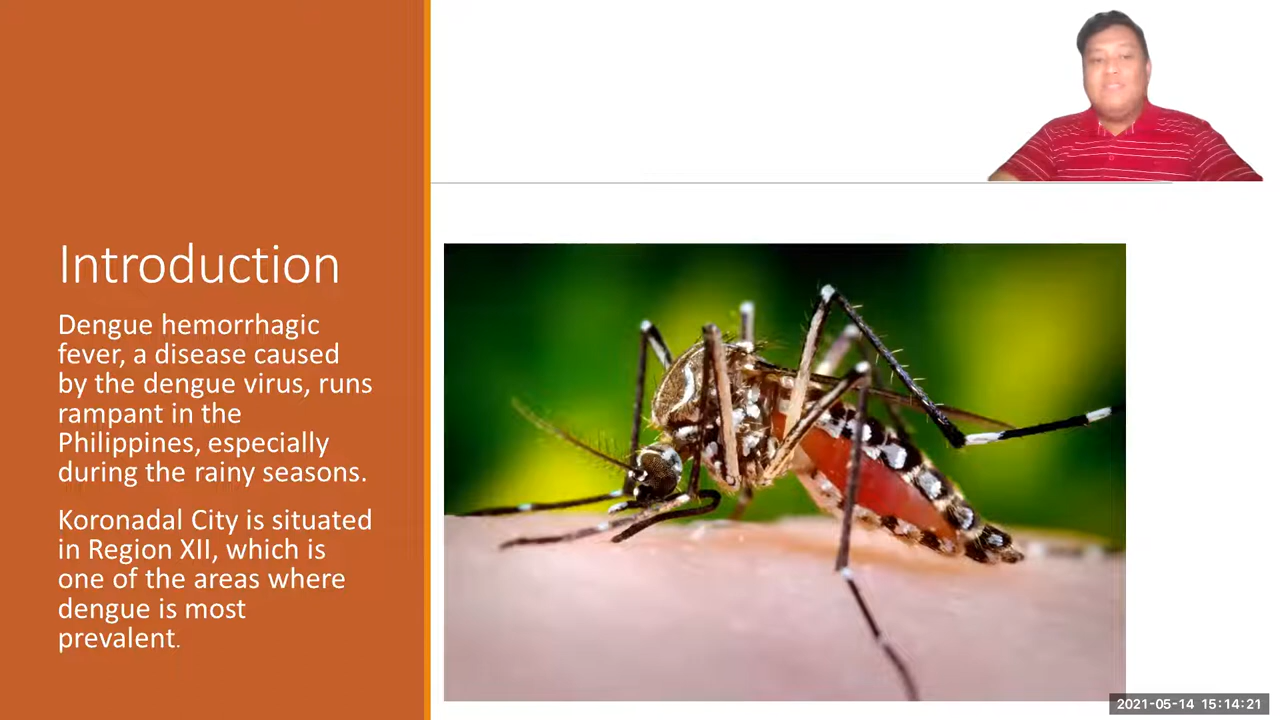 Introduction
Dengue hemorrhagic
fever, a disease caused
by the dengue virus, runs
rampant in the
Philippines, especially
during the rainy seasons.
Koronadal City is situated
in Region XII, which is
one of the areas where
dengue is most
prevalent.
2021-05-14 15:14:21